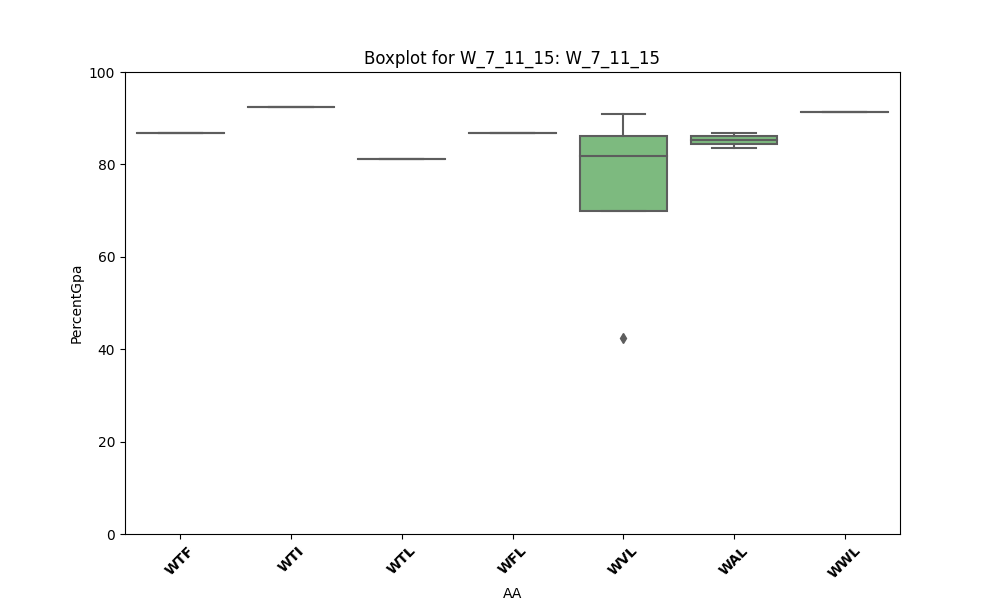 Boxplot for W_7_11_15: W_7_11_15
100
80
60
40
20
0
PercentGpa
WTF
WTI
WTL
WFL
WVL
WAL
WWL
AA